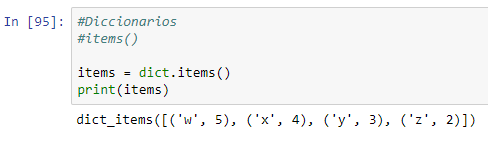 In [95]: #Diccionarios
#items()
items = dict.items()
print(items)
dict_items([('w', 5), ('x', 4), ('y', 3), ('z', 2)])